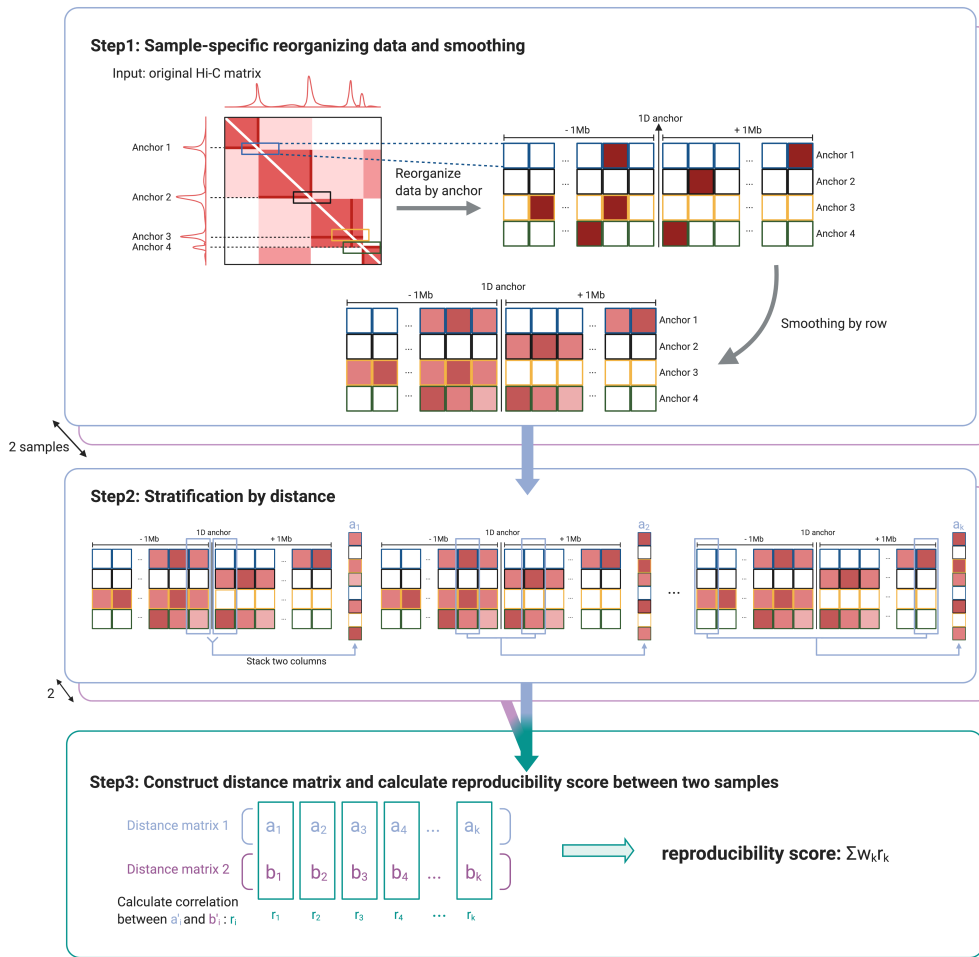 Step1: Sample-specific reorganizing data and smoothing
Input: original Hi-C matrix
Anchor 1
Anchor 2
Anchor 3
Anchor 4
Reorganize
data by anchor
1D anchor
- 1Mb
+ 1Mb
... ... Anchor 1
... ... Anchor 2
... ... Anchor 3
... ... Anchor 4
Smoothing by row
1D anchor
- 1Mb
+ 1Mb
... ... Anchor 1
... ... Anchor 2
... ... Anchor 3
... ... Anchor 4
2 samples
Step2: Stratification by distance
1D anchor
- 1Mb
+ 1Mb
a₁
... ...
... ...
... ...
... ...
Stack two columns
1D anchor
- 1Mb
+ 1Mb
a₂
... ...
... ...
... ...
... ...
...
1D anchor
- 1Mb
+ 1Mb
aₖ
... ...
... ...
... ...
... ...
2
Step3: Construct distance matrix and calculate reproducibility score between two samples
Distance matrix 1 a₁ a₂ a₃ a₄ ... aₖ
Distance matrix 2 b₁ b₂ b₃ b₄ ... bₖ
Calculate correlation
between a'ᵢ and b'ᵢ : rᵢ
r₁ r₂ r₃ r₄ ... rₖ
reproducibility score: Σwₖrₖ